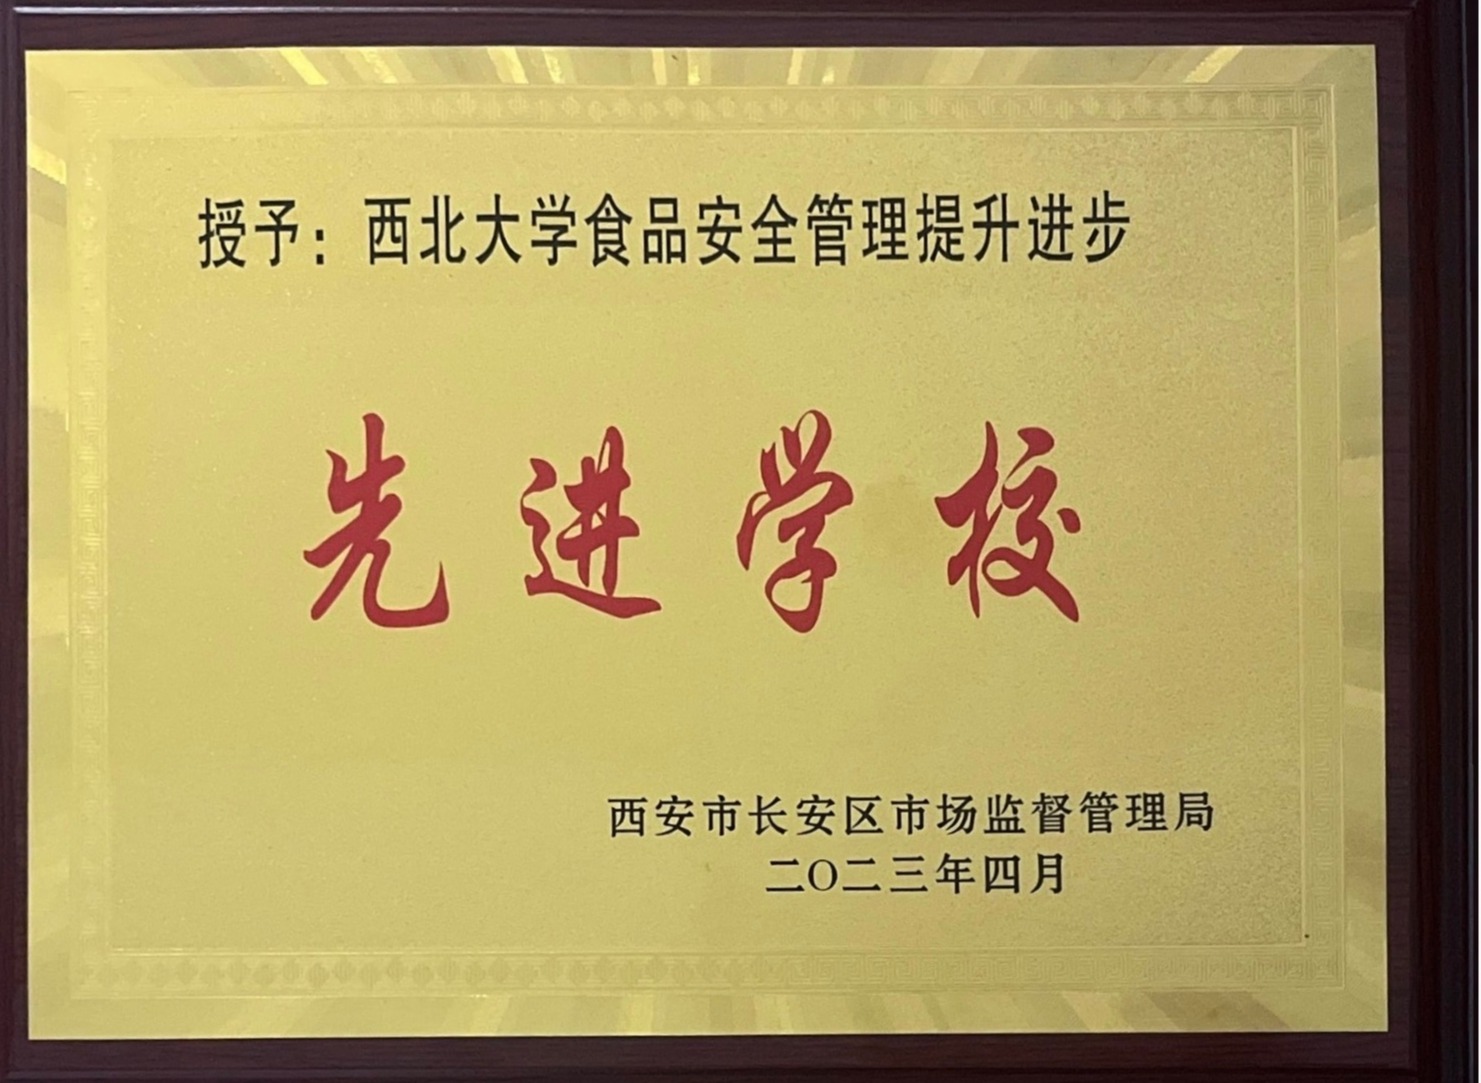 授予：西北大学食品安全管理提升进步
先进学校
西安市长安区市场监督管理局
二〇二三年四月